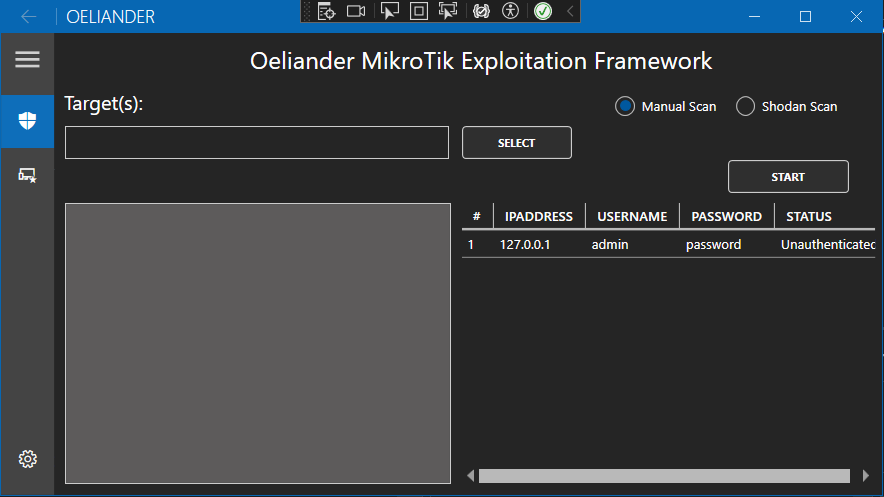 OELIANDER
Oeliander MikroTik Exploitation Framework
Target(s):
Manual Scan
Shodan Scan
SELECT
START
# IPADDRESS USERNAME PASSWORD STATUS
1 127.0.0.1 admin password Unauthenticated